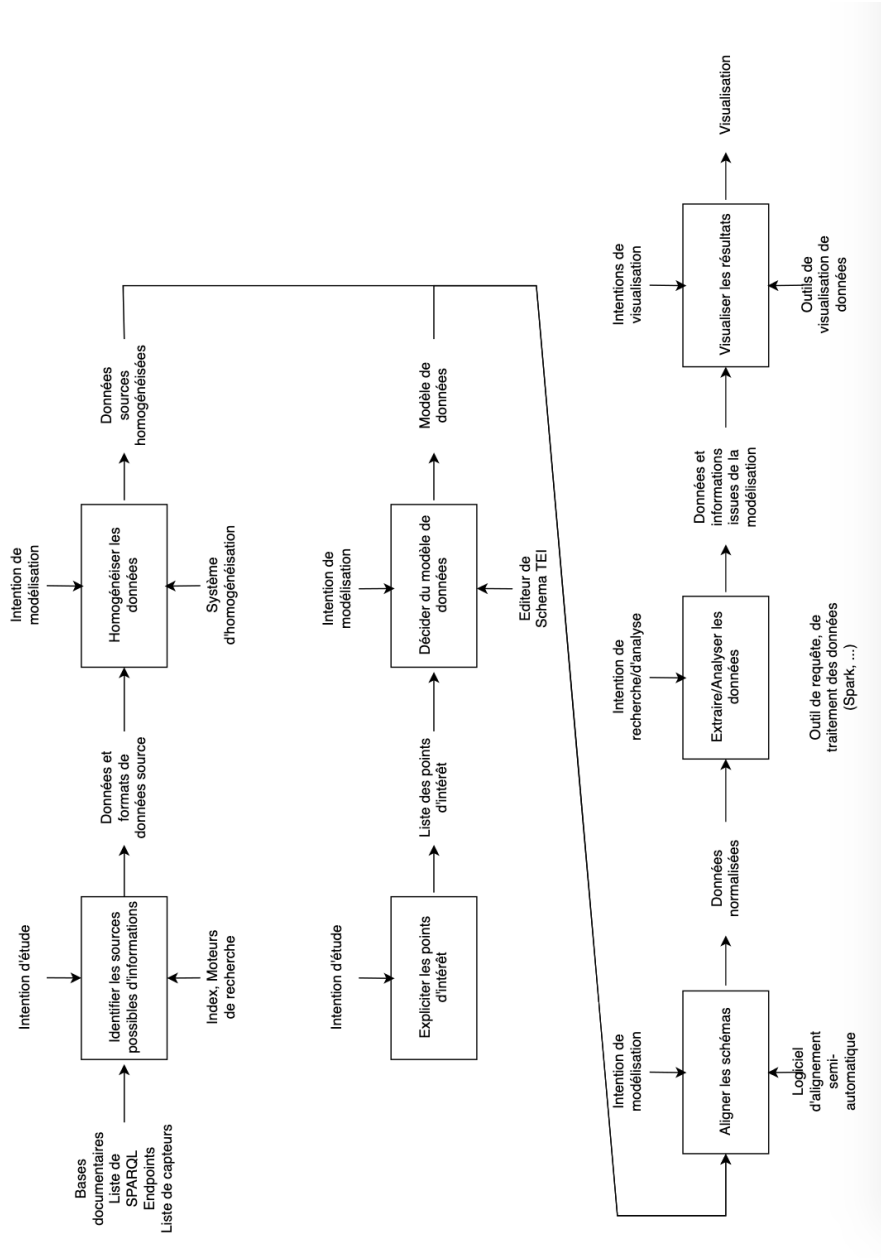 Intention d'étude
Bases
documentaires
Liste de
SPARQL
Endpoints
Liste de capteurs
Identifier les sources
possibles d'informations
Index, Moteurs
de recherche
Données et
formats de
données source
Intention de
modélisation
Homogénéiser les
données
Système
d'homogénéisation
Données
sources
homogénéisées
Intention d'étude
Expliciter les points
d'intérêt
Liste des points
d'intérêt
Intention de
modélisation
Décider du modèle de
données
Editeur de
Schema TEI
Modèle de
données
Intention de
modélisation
Aligner les schémas
Logiciel
d'alignement
semi-
automatique
Données
normalisées
Intention de
recherche/d'analyse
Extraire/Analyser les
données
Outil de requête, de
traitement des données
(Spark, ...)
Données et
informations
issues de la
modélisation
Intentions de
visualisation
Visualiser les résultats
Outils de
visualisation de
données
Visualisation